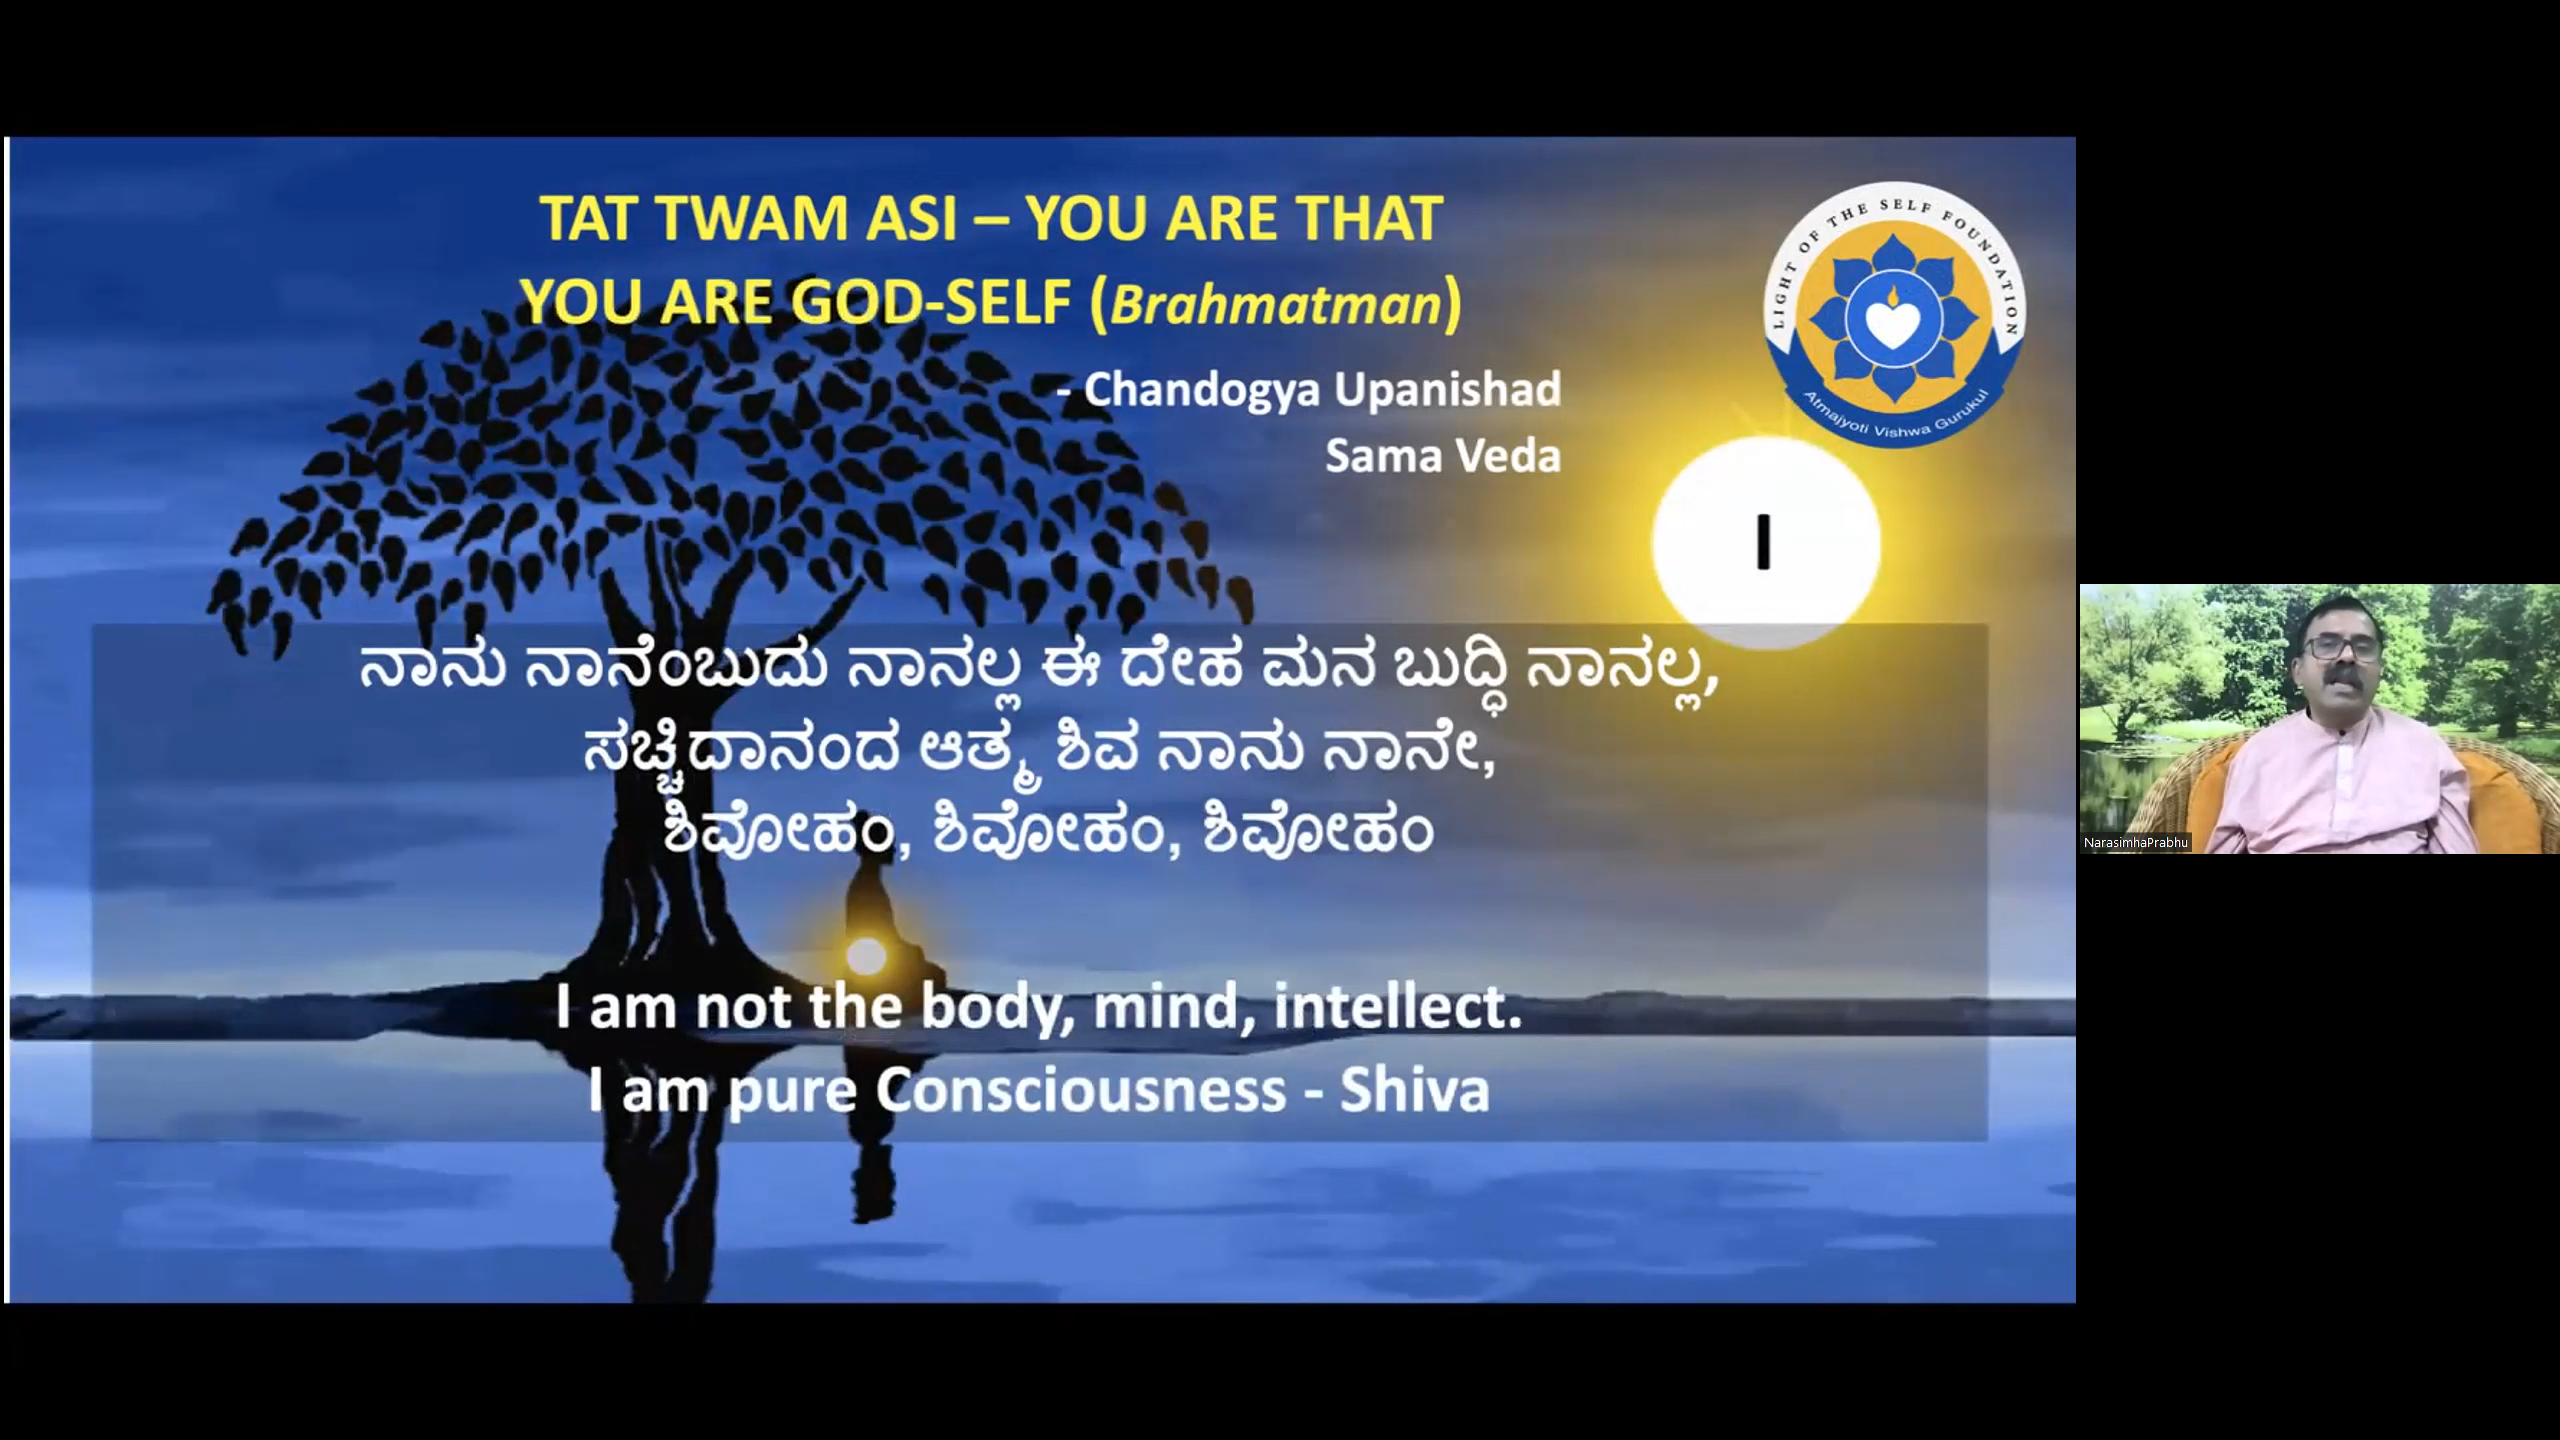 TAT TWAM ASI – YOU ARE THAT
YOU ARE GOD-SELF (Brahmatman)
- Chandogya Upanishad
Sama Veda
LIGHT OF THE SELF FOUNDATION
Atmajyoti Vishwa Gurukul
I
ನಾನು ನಾನೆಂಬುದು ನಾನಲ್ಲ ಈ ದೇಹ ಮನ ಬುದ್ಧಿ ನಾನಲ್ಲ,
ಸಚ್ಚಿದಾನಂದ ಆತ್ಮ ಶಿವ ನಾನು ನಾನೇ,
ಶಿವೋಹಂ, ಶಿವೋಹಂ, ಶಿವೋಹಂ
I am not the body, mind, intellect.
I am pure Consciousness - Shiva
NarasimhaPrabhu